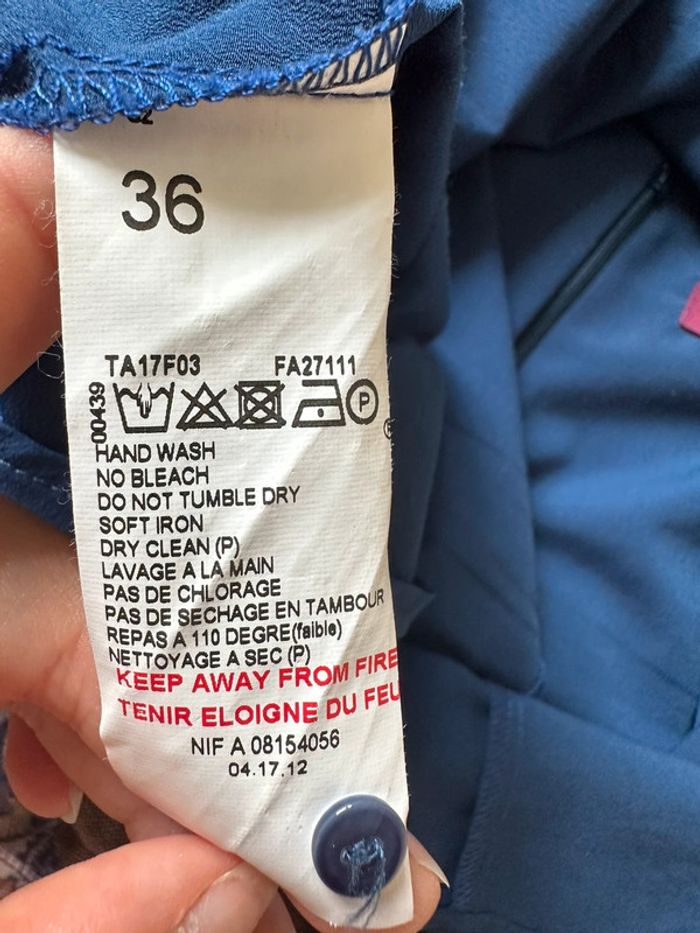 36
TA17F03 FA27111
00439
P
HAND WASH
NO BLEACH
DO NOT TUMBLE DRY
SOFT IRON
DRY CLEAN (P)
LAVAGE A LA MAIN
PAS DE CHLORAGE
PAS DE SECHAGE EN TAMBOUR
REPAS A 110 DEGRE(faible)
NETTOYAGE A SEC (P)
KEEP AWAY FROM FIRE
TENIR ELOIGNE DU FEU
NIF A 08154056
04.17.12